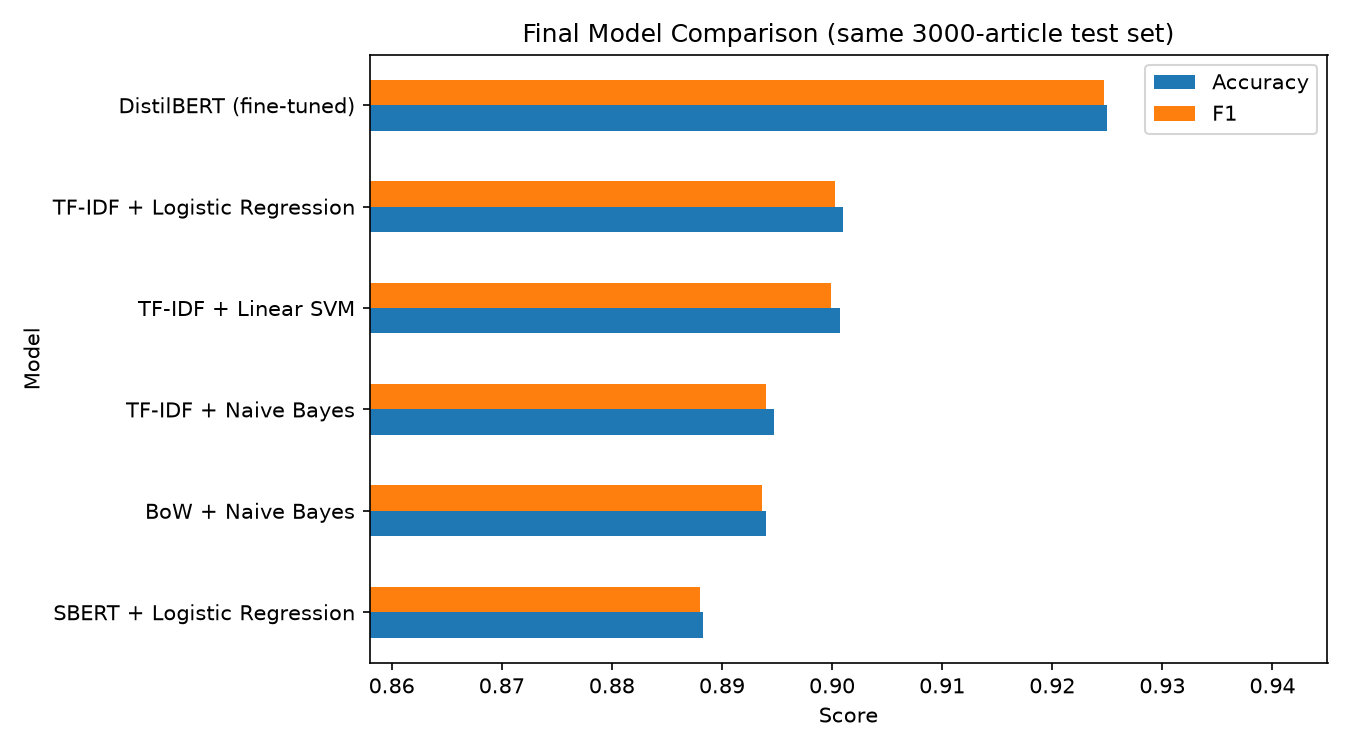 Final Model Comparison (same 3000-article test set)
Accuracy
F1
DistilBERT (fine-tuned)
TF-IDF + Logistic Regression
TF-IDF + Linear SVM
TF-IDF + Naive Bayes
BoW + Naive Bayes
SBERT + Logistic Regression
Model
0.86 0.87 0.88 0.89 0.90 0.91 0.92 0.93 0.94
Score